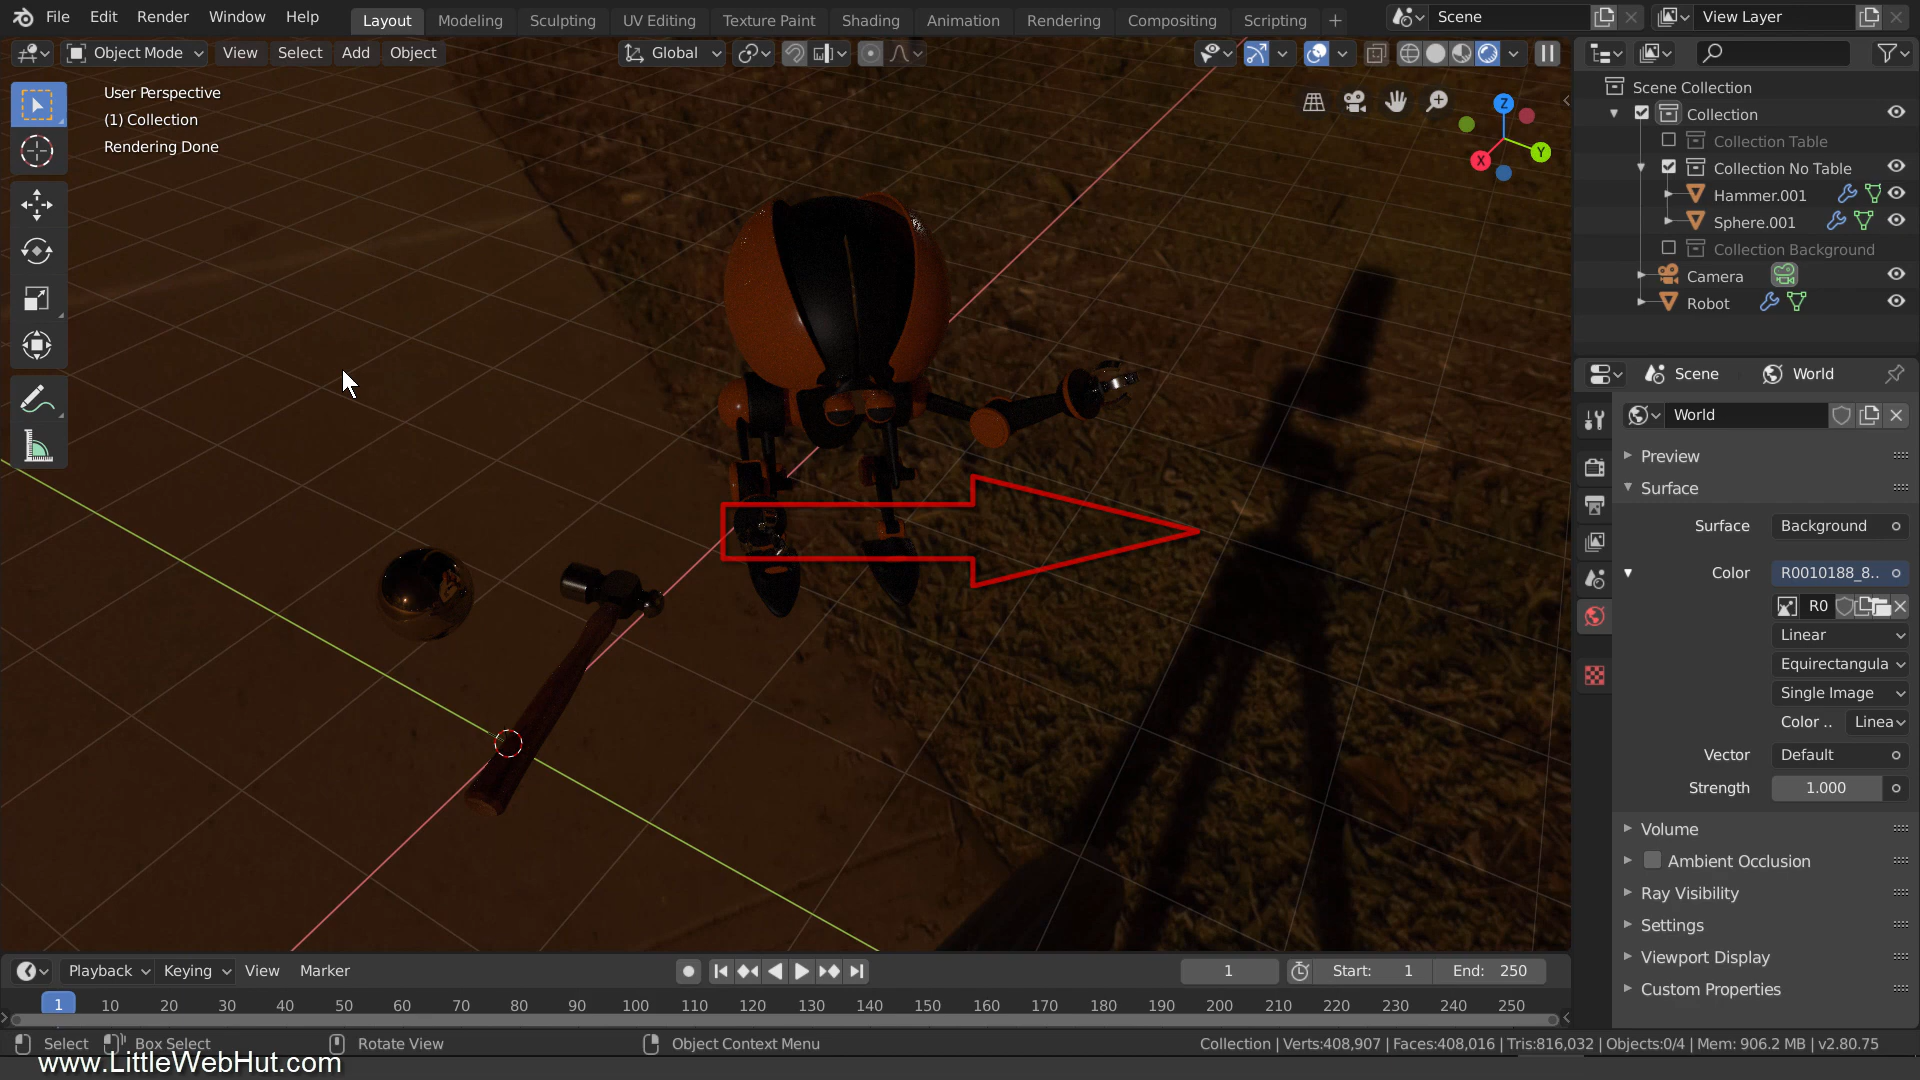 File Edit Render Window Help Layout Modeling Sculpting UV Editing Texture Paint Shading Animation Rendering Compositing Scripting + Scene View Layer
Object Mode View Select Add Object Global
User Perspective
(1) Collection
Rendering Done
Z
Y
X
Scene Collection
Collection
Collection Table
Collection No Table
Hammer.001
Sphere.001
Collection Background
Camera
Robot
Scene World
World
Preview
Surface
Surface Background
Color R0010188_8..
R0
Linear
Equirectangula
Single Image
Color .. Linea
Vector Default
Strength 1.000
Volume
Ambient Occlusion
Ray Visibility
Settings
Viewport Display
Custom Properties
Playback Keying View Marker 1 Start: 1 End: 250
1 10 20 30 40 50 60 70 80 90 100 110 120 130 140 150 160 170 180 190 200 210 220 230 240 250
Select Box Select Rotate View Object Context Menu Collection | Verts:408,907 | Faces:408,016 | Tris:816,032 | Objects:0/4 | Mem: 906.2 MB | v2.80.75
www.LittleWebHut.com